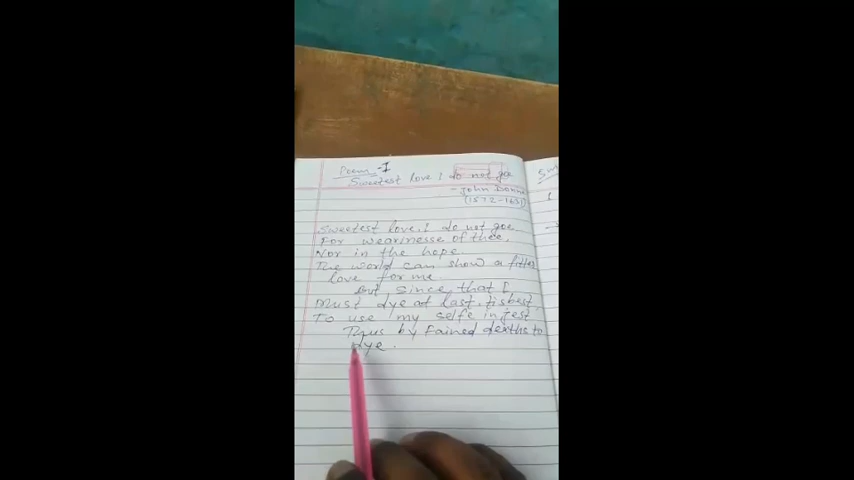 Poem - I
Sweetest love, I do not goe
- John Donne
(1572-1631)
Sweetest love, I do not goe
For wearinesse of thee,
Nor in the hope
The world can show a fitter
love for me.
But since that I
Must dye at last, tisbest
To use my selfe in jest
Thus by fained deaths to
dye.
1